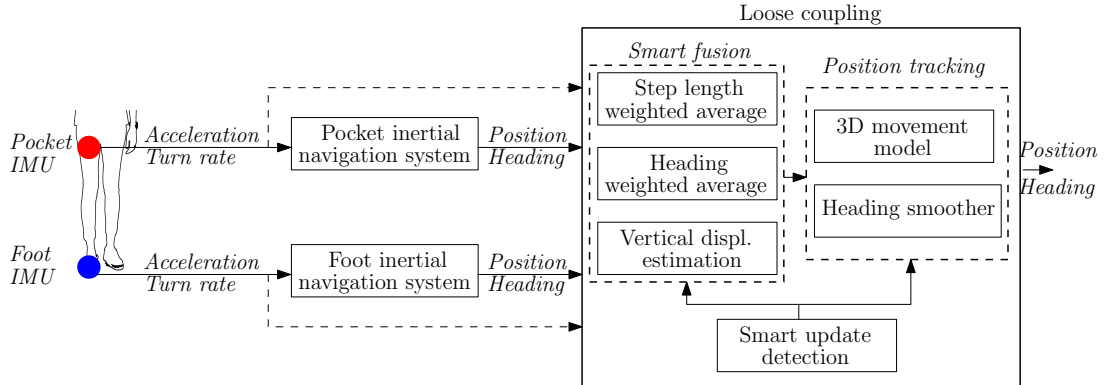 Loose coupling
Smart fusion
Position tracking
Step length
weighted average
Heading
weighted average
Vertical displ.
estimation
3D movement
model
Heading smoother
Position
Heading
Pocket
IMU
Acceleration
Turn rate
Pocket inertial
navigation system
Position
Heading
Foot
IMU
Acceleration
Turn rate
Foot inertial
navigation system
Position
Heading
Smart update
detection